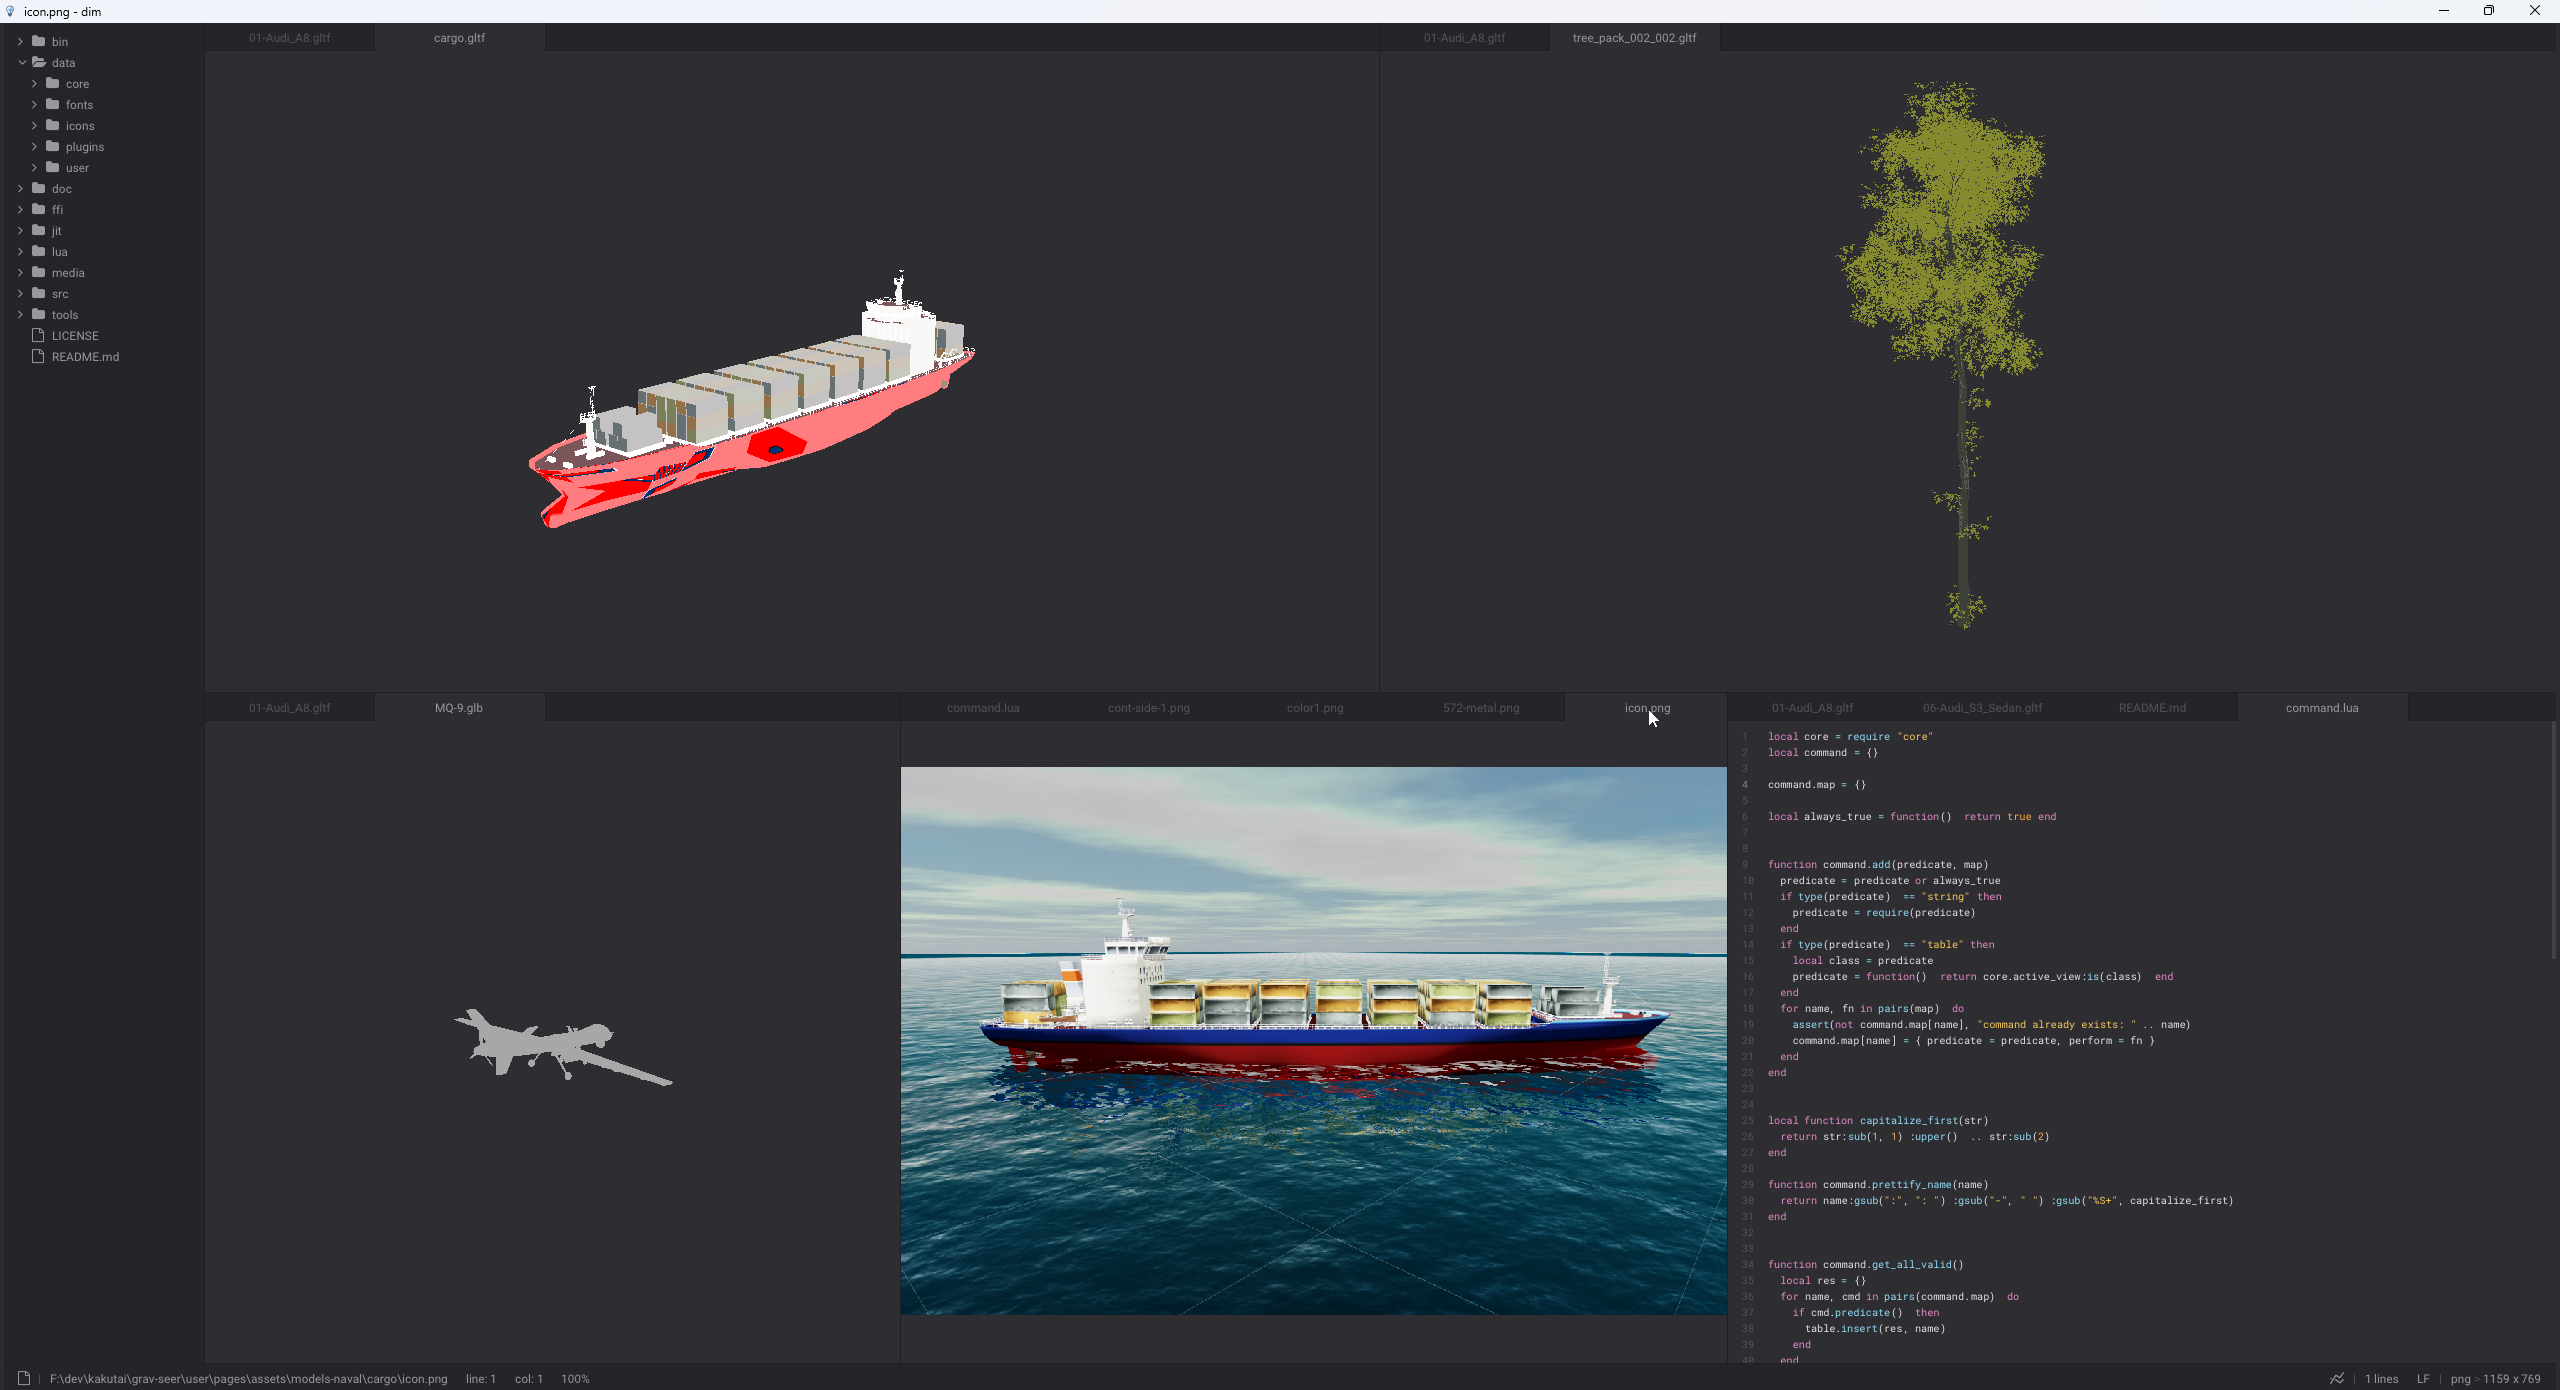 icon.png - dim
bin
data
core
fonts
icons
plugins
user
doc
ffi
jit
lua
media
src
tools
LICENSE
README.md
01-Audi_A8.gltf
cargo.gltf
01-Audi_A8.gltf
tree_pack_002_002.gltf
01-Audi_A8.gltf
MQ-9.glb
command.lua
cont-side-1.png
color1.png
572-metal.png
icon.png
01-Audi_A8.gltf
06-Audi_S3_Sedan.gltf
README.md
command.lua
1 local core = require "core"
2 local command = {}
3
4 command.map = {}
5
6 local always_true = function() return true end
7
8
9 function command.add(predicate, map)
10 predicate = predicate or always_true
11 if type(predicate) == "string" then
12 predicate = require(predicate)
13 end
14 if type(predicate) == "table" then
15 local class = predicate
16 predicate = function() return core.active_view:is(class) end
17 end
18 for name, fn in pairs(map) do
19 assert(not command.map[name], "command already exists: " .. name)
20 command.map[name] = { predicate = predicate, perform = fn }
21 end
22 end
23
24
25 local function capitalize_first(str)
26 return str:sub(1, 1) :upper() .. str:sub(2)
27 end
28
29 function command.prettify_name(name)
30 return name:gsub(":", ": ") :gsub("-", " ") :gsub("%S+", capitalize_first)
31 end
32
33
34 function command.get_all_valid()
35 local res = {}
36 for name, cmd in pairs(command.map) do
37 if cmd.predicate() then
38 table.insert(res, name)
39 end
40 end
F:\dev\kakutai\grav-seer\user\pages\assets\models-naval\cargo\icon.png line: 1 col: 1 100%
1 lines LF png > 1159 x 769